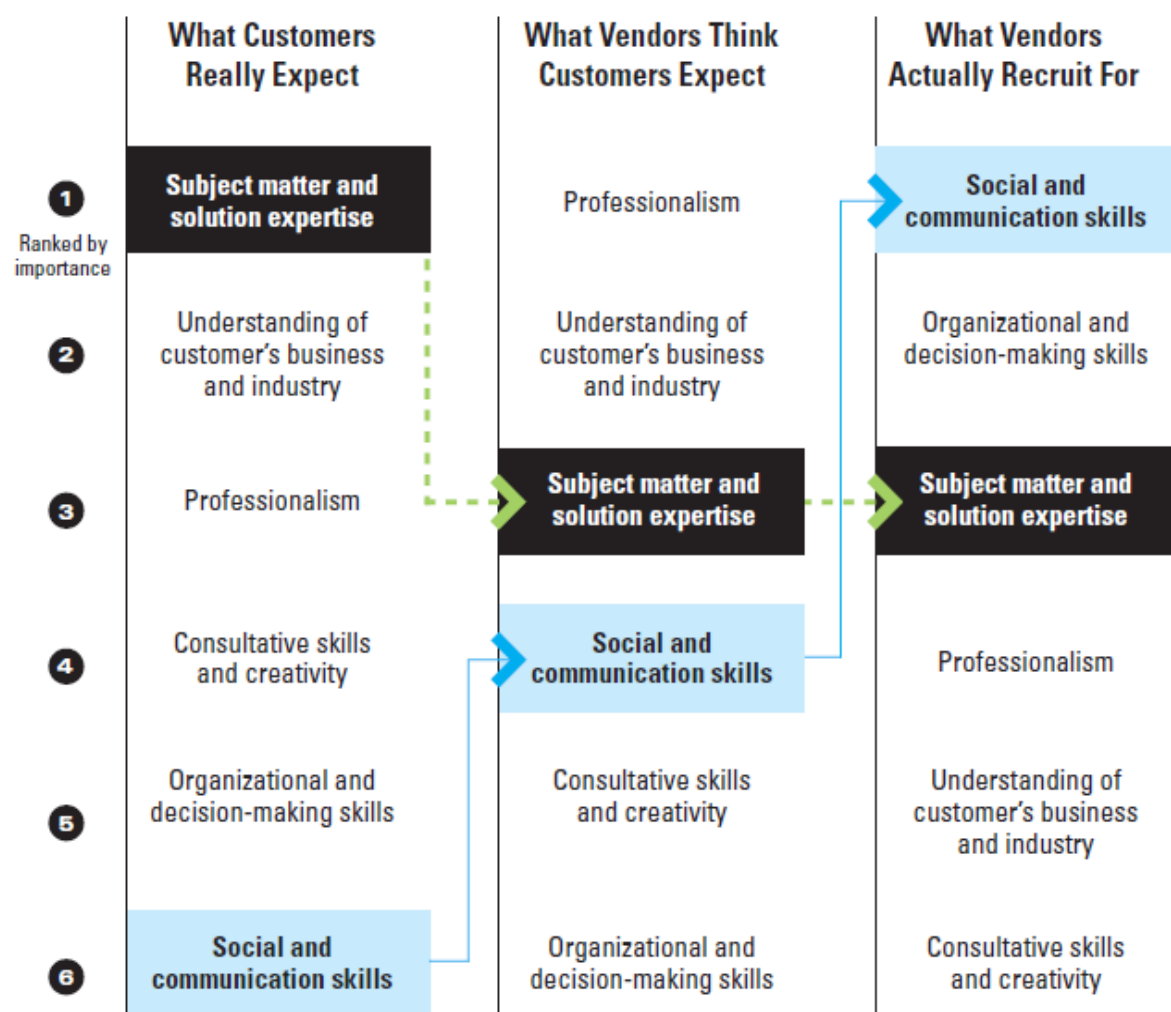 What Customers
Really Expect
What Vendors Think
Customers Expect
What Vendors
Actually Recruit For
1
Ranked by
importance
Subject matter and
solution expertise
Professionalism
Social and
communication skills
2
Understanding of
customer's business
and industry
Understanding of
customer's business
and industry
Organizational and
decision-making skills
3
Professionalism
Subject matter and
solution expertise
Subject matter and
solution expertise
4
Consultative skills
and creativity
Social and
communication skills
Professionalism
5
Organizational and
decision-making skills
Consultative skills
and creativity
Understanding of
customer's business
and industry
6
Social and
communication skills
Organizational and
decision-making skills
Consultative skills
and creativity